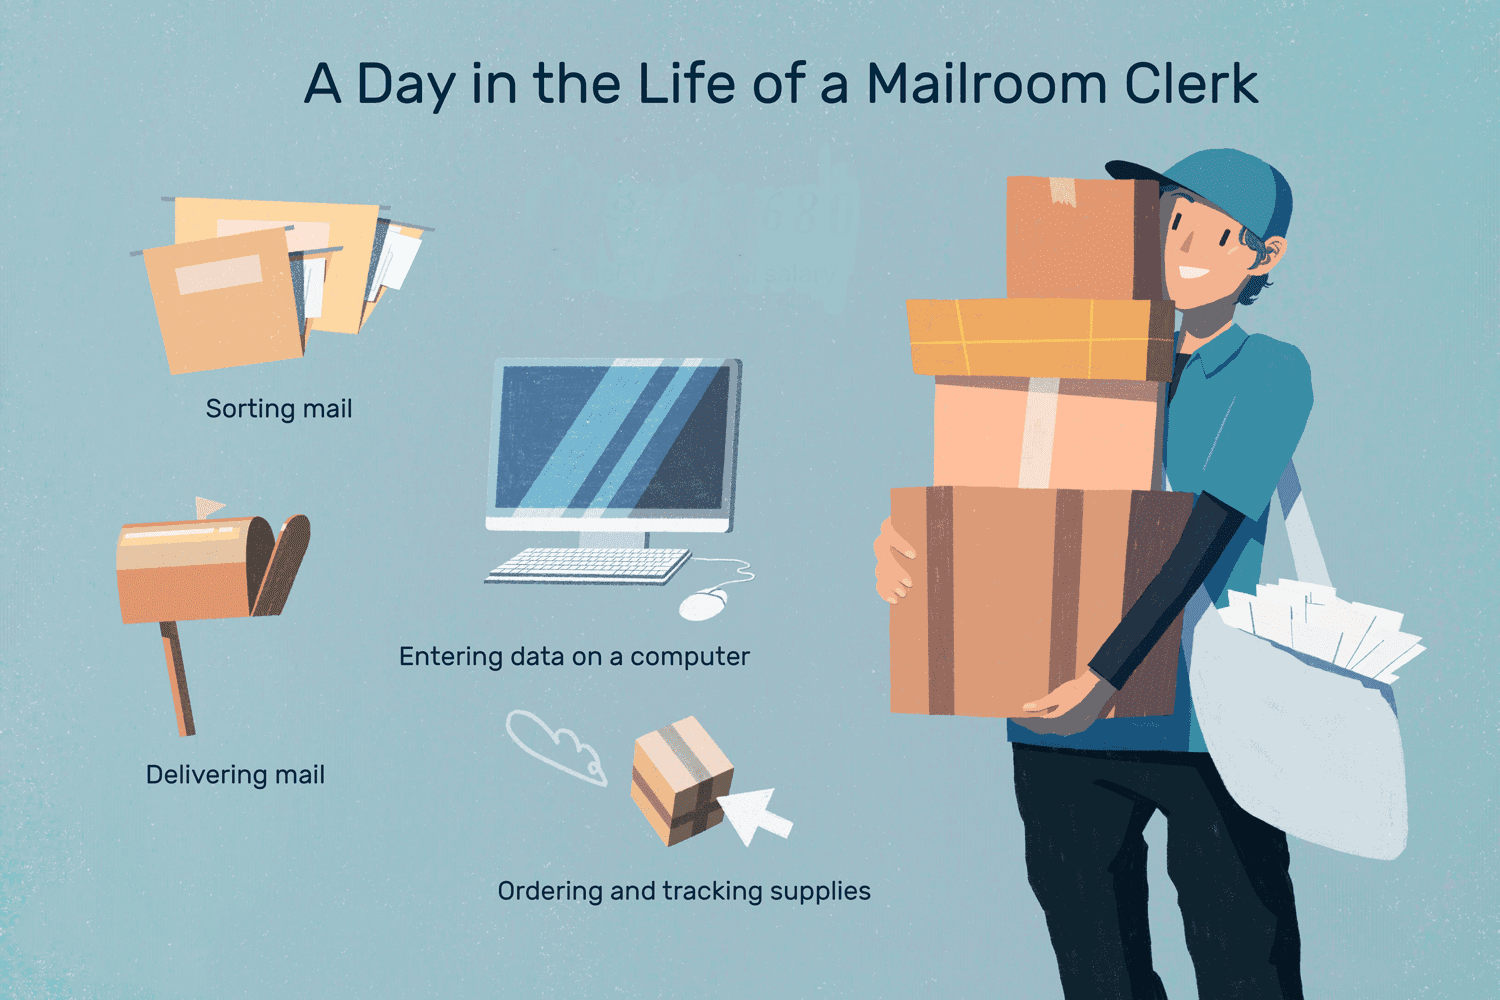 A Day in the Life of a Mailroom Clerk
Sorting mail
Entering data on a computer
Delivering mail
Ordering and tracking supplies